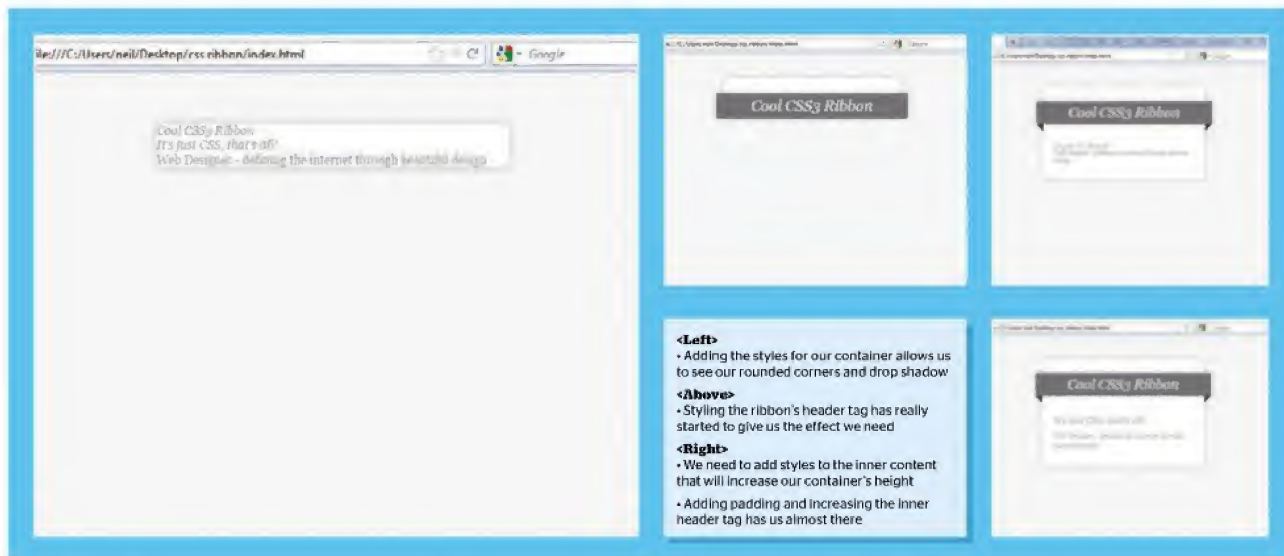 ile:///C:/Users/neil/Desktop/css ribbon/index.html
Google
Cool CSS3 Ribbon
It's just CSS, that's all!
Web Designer - defining the internet through beautiful design
Cool CSS3 Ribbon
Cool CSS3 Ribbon
<Left>
• Adding the styles for our container allows us
to see our rounded corners and drop shadow
<Above>
• Styling the ribbon's header tag has really
started to give us the effect we need
<Right>
• We need to add styles to the inner content
that will increase our container's height
• Adding padding and increasing the inner
header tag has us almost there
Cool CSS3 Ribbon